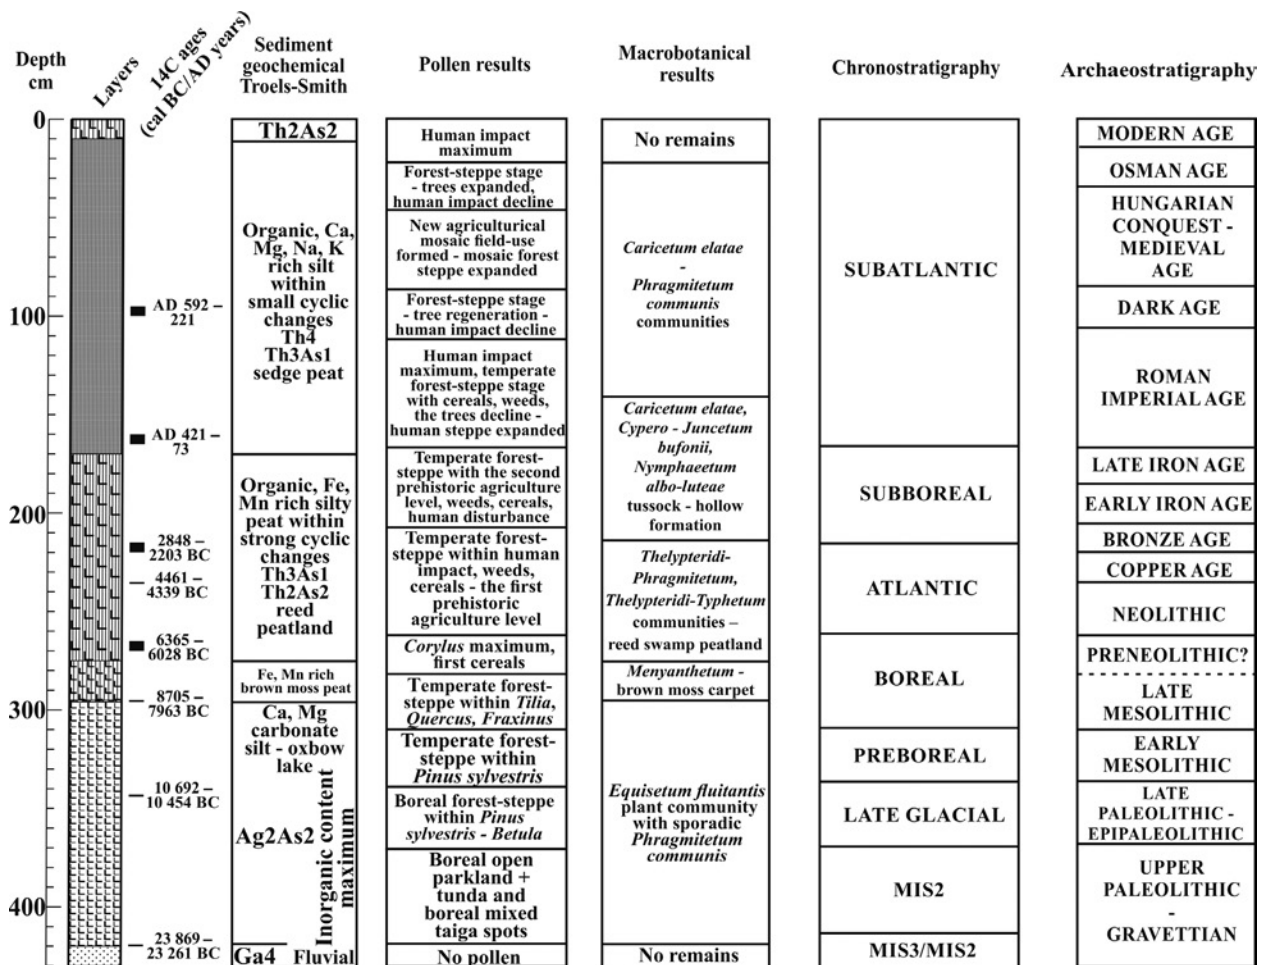 Depth
cm
Layers
14C ages
(cal BC/AD years)
Sediment
geochemical
Troels-Smith
Pollen results
Macrobotanical
results
Chronostratigraphy
Archaeostratigraphy
0
100
200
300
400
AD 592 –
221
AD 421 –
73
2848 –
2203 BC
4461 –
4339 BC
6365 –
6028 BC
8705 –
7963 BC
10 692 –
10 454 BC
23 869 –
23 261 BC
Th2As2
Organic, Ca,
Mg, Na, K
rich silt
within
small cyclic
changes
Th4
Th3As1
sedge peat
Organic, Fe,
Mn rich silty
peat within
strong cyclic
changes
Th3As1
Th2As2
reed
peatland
Fe, Mn rich
brown moss peat
Ca, Mg
carbonate
silt - oxbow
lake
Ag2As2
Inorganic content
maximum
Ga4 Fluvial
Human impact
maximum
Forest-steppe stage
- trees expanded,
human impact decline
New agriculturical
mosaic field-use
formed - mosaic forest
steppe expanded
Forest-steppe stage
- tree regeneration -
human impact decline
Human impact
maximum, temperate
forest-steppe stage
with cereals, weeds,
the trees decline -
human steppe expanded
Temperate forest-
steppe with the second
prehistoric agriculture
level, weeds, cereals,
human disturbance
Temperate forest-
steppe within human
impact, weeds,
cereals - the first
prehistoric
agriculture level
Corylus maximum,
first cereals
Temperate forest-
steppe within Tilia,
Quercus, Fraxinus
Temperate forest-
steppe within
Pinus sylvestris
Boreal forest-steppe
within Pinus
sylvestris - Betula
Boreal open
parkland +
tunda and
boreal mixed
taiga spots
No pollen
No remains
Caricetum elatae
-
Phragmitetum
communis
communities
Caricetum elatae,
Cypero - Juncetum
bufonii,
Nymphaeetum
albo-luteae
tussock - hollow
formation
Thelypteridi-
Phragmitetum,
Thelypteridi-Typhetum
communities –
reed swamp peatland
Menyanthetum -
brown moss carpet
Equisetum fluitantis
plant community
with sporadic
Phragmitetum
communis
No remains
SUBATLANTIC
SUBBOREAL
ATLANTIC
BOREAL
PREBOREAL
LATE GLACIAL
MIS2
MIS3/MIS2
MODERN AGE
OSMAN AGE
HUNGARIAN
CONQUEST -
MEDIEVAL
AGE
DARK AGE
ROMAN
IMPERIAL AGE
LATE IRON AGE
EARLY IRON AGE
BRONZE AGE
COPPER AGE
NEOLITHIC
PRENEOLITHIC?
LATE
MESOLITHIC
EARLY
MESOLITHIC
LATE
PALEOLITHIC -
EPIPALEOLITHIC
UPPER
PALEOLITHIC
-
GRAVETTIAN